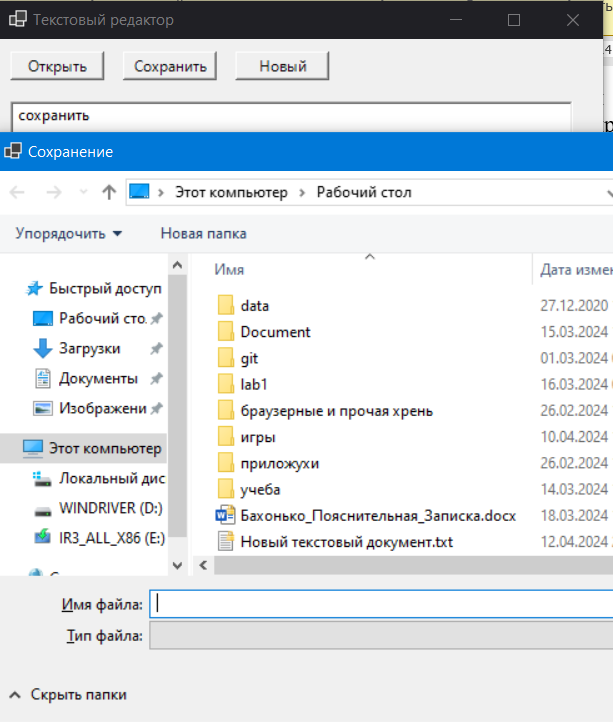 Текстовый редактор
Открыть Сохранить Новый
4
сохранить
Сохранение
Этот компьютер Рабочий стол
Упорядочить Новая папка
Имя Дата измен
Быстрый доступ
Рабочий сто.
Загрузки
Документы
Изображени
Этот компьютер
Локальный дис
WINDRIVER (D:)
IR3_ALL_X86 (E:)
data 27.12.2020
Document 15.03.2024
git 01.03.2024
lab1 16.03.2024
браузерные и прочая хрень 26.02.2024
игры 10.04.2024
приложухи 26.02.2024
учеба 14.03.2024
Бахонько_Пояснительная_Записка.docx 18.03.2024
Новый текстовый документ.txt 12.04.2024
Имя файла:
Тип файла:
Скрыть папки